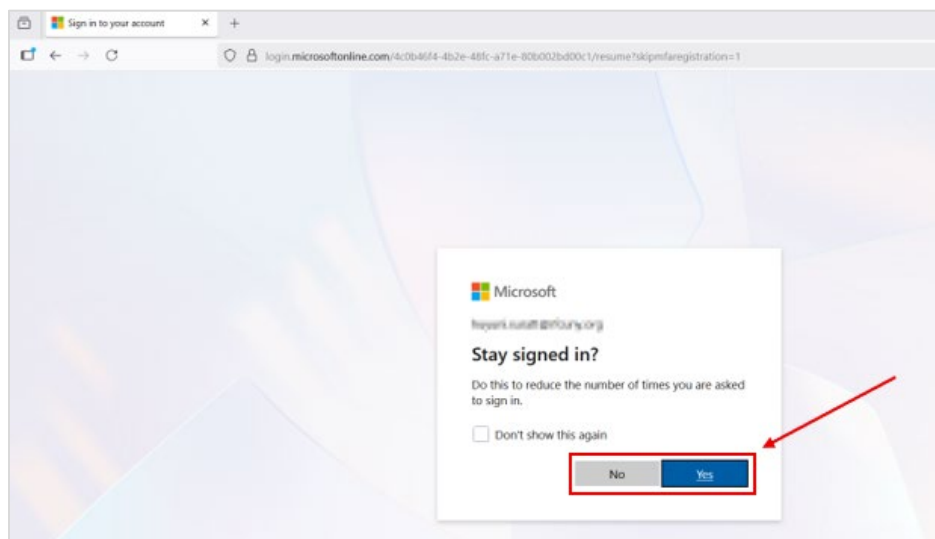 Sign in to your account
login.microsoftonline.com/4c0b46f4-4b2e-48fc-a71e-80b002bd00c1/resume?skipmfaregistration=1
Microsoft
Stay signed in?
Do this to reduce the number of times you are asked
to sign in.
Don't show this again
No
Yes